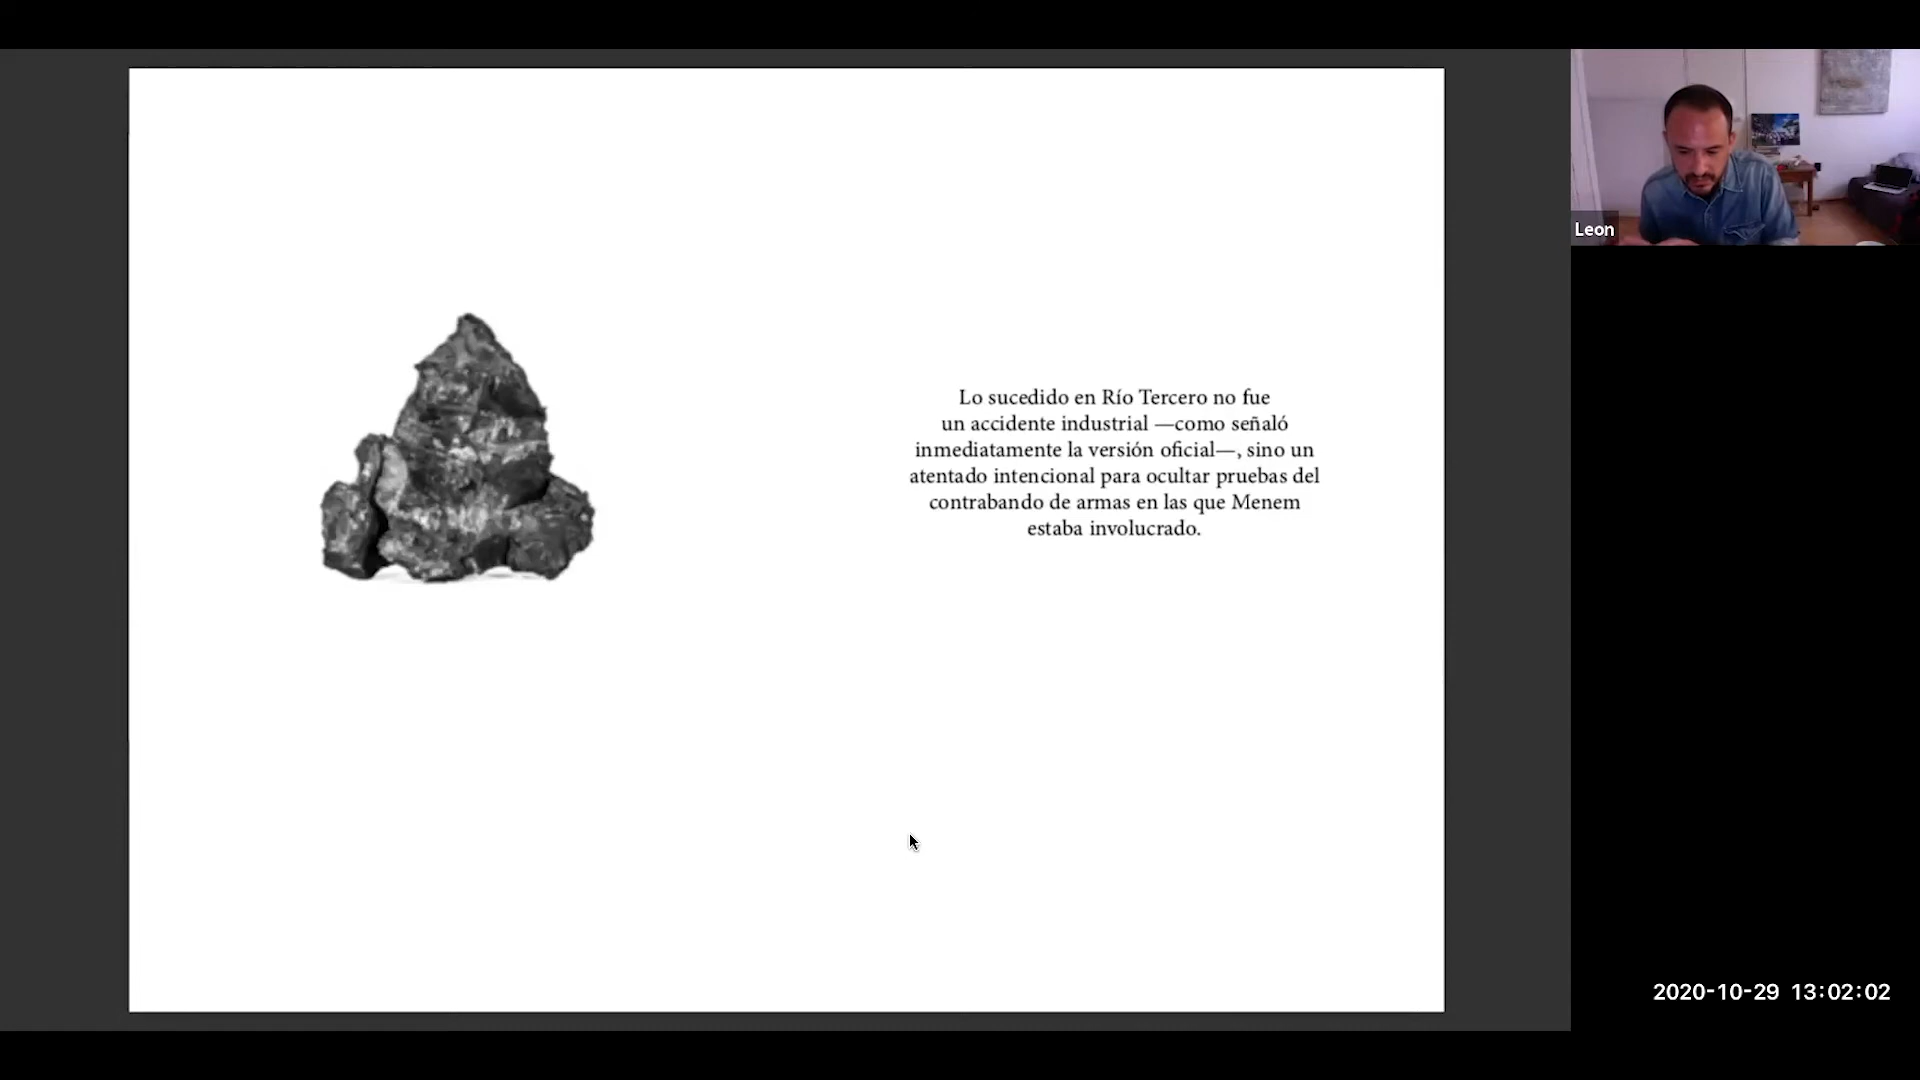 Lo sucedido en Río Tercero no fue
un accidente industrial —como señaló
inmediatamente la versión oficial—, sino un
atentado intencional para ocultar pruebas del
contrabando de armas en las que Menem
estaba involucrado.
Leon
2020-10-29 13:02:02